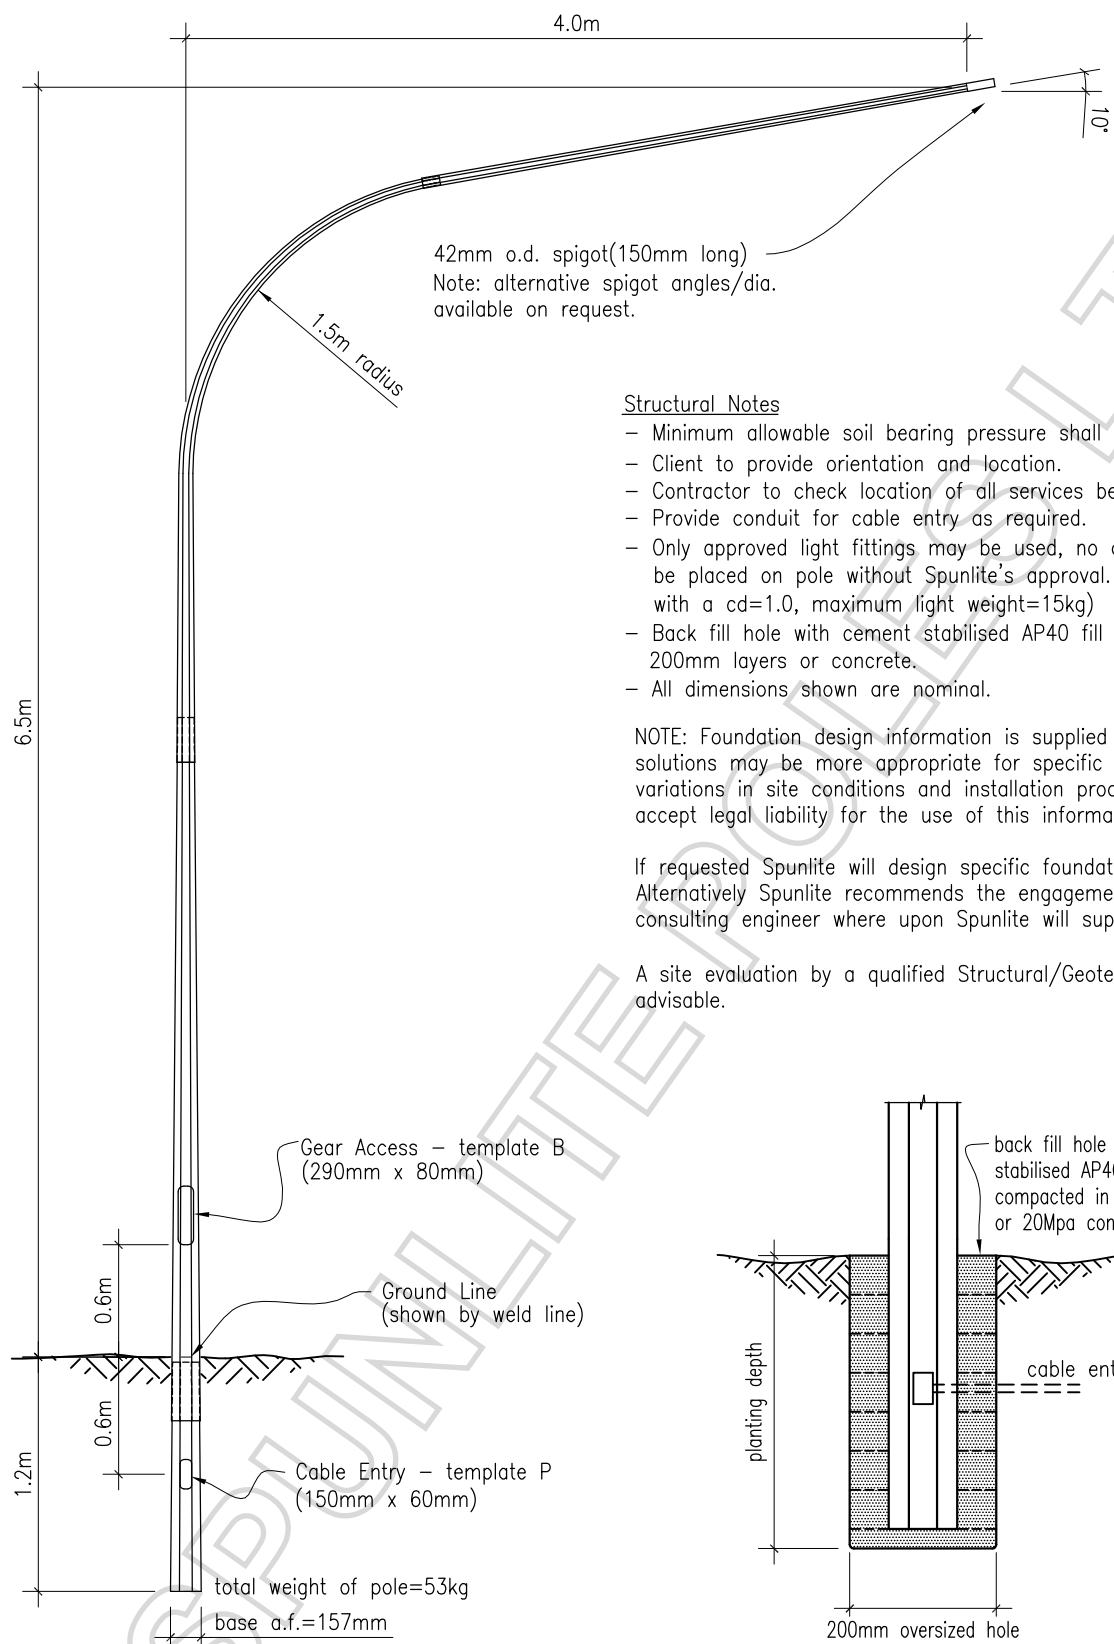 4.0m
10°
42mm o.d. spigot(150mm long)
Note: alternative spigot angles/dia.
available on request.
1.5m radius
Structural Notes
– Minimum allowable soil bearing pressure shall
– Client to provide orientation and location.
– Contractor to check location of all services be
– Provide conduit for cable entry as required.
– Only approved light fittings may be used, no
be placed on pole without Spunlite's approval.
with a cd=1.0, maximum light weight=15kg)
– Back fill hole with cement stabilised AP40 fill
200mm layers or concrete.
– All dimensions shown are nominal.
6.5m
NOTE: Foundation design information is supplied
solutions may be more appropriate for specific
variations in site conditions and installation proc
accept legal liability for the use of this informa
If requested Spunlite will design specific foundat
Alternatively Spunlite recommends the engageme
consulting engineer where upon Spunlite will sup
A site evaluation by a qualified Structural/Geote
advisable.
Gear Access – template B
(290mm x 80mm)
back fill hole
stabilised AP40
compacted in
or 20Mpa con
0.6m
Ground Line
(shown by weld line)
0.6m
1.2m
planting depth
cable ent
Cable Entry – template P
(150mm x 60mm)
total weight of pole=53kg
base a.f.=157mm
200mm oversized hole
SPUNLITE POLES